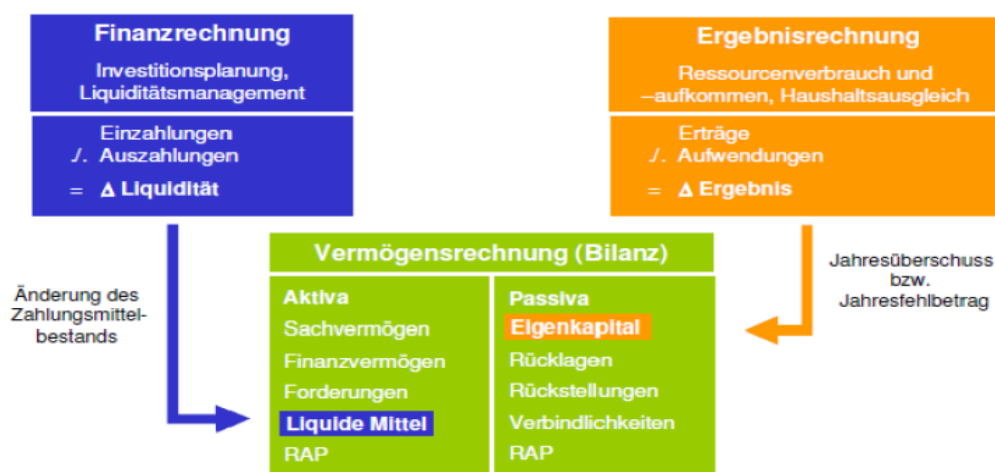 Finanzrechnung
Investitionsplanung,
Liquiditätsmanagement
Einzahlungen
./. Auszahlungen
= Δ Liquidität
Ergebnisrechnung
Ressourcenverbrauch und
–aufkommen, Haushaltsausgleich
Erträge
./. Aufwendungen
= Δ Ergebnis
Änderung des
Zahlungsmittel-
bestands
Vermögensrechnung (Bilanz)
Aktiva
Sachvermögen
Finanzvermögen
Forderungen
Liquide Mittel
RAP
Passiva
Eigenkapital
Rücklagen
Rückstellungen
Verbindlichkeiten
RAP
Jahresüberschuss
bzw.
Jahresfehlbetrag